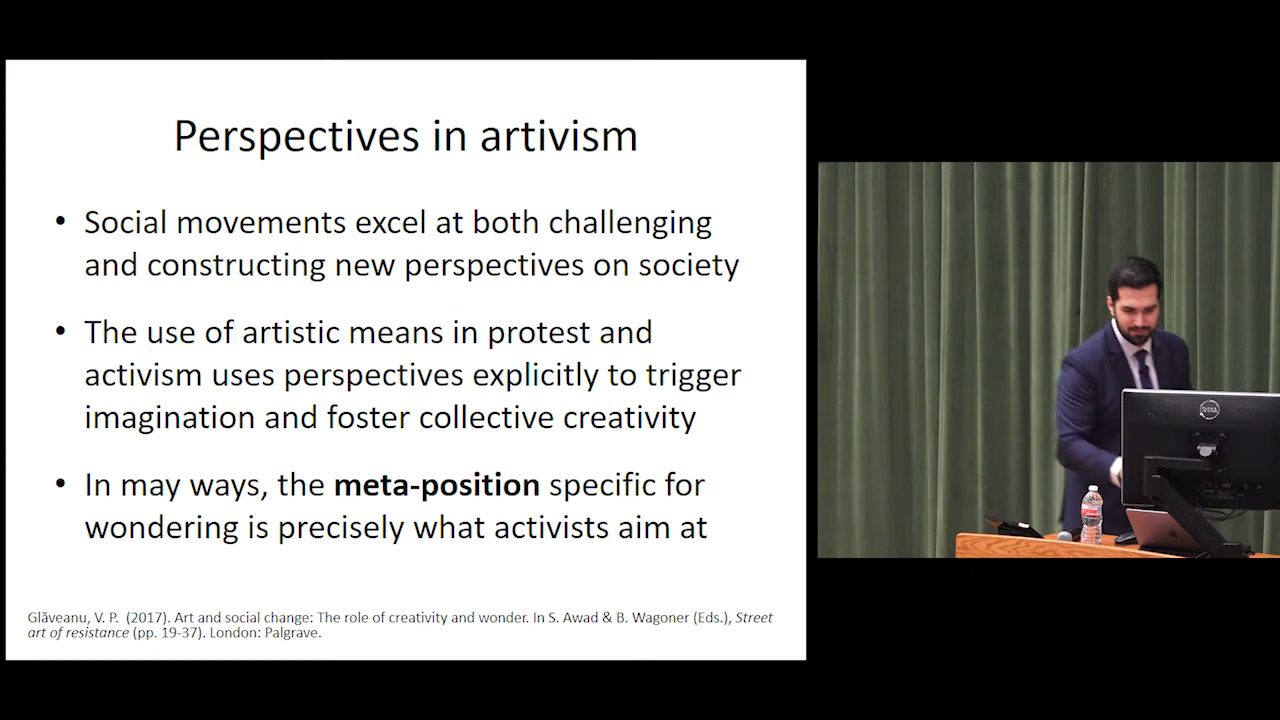 Perspectives in artivism
• Social movements excel at both challenging
and constructing new perspectives on society
• The use of artistic means in protest and
activism uses perspectives explicitly to trigger
imagination and foster collective creativity
• In may ways, the meta-position specific for
wondering is precisely what activists aim at
Glăveanu, V. P. (2017). Art and social change: The role of creativity and wonder. In S. Awad & B. Wagoner (Eds.), Street
art of resistance (pp. 19-37). London: Palgrave.